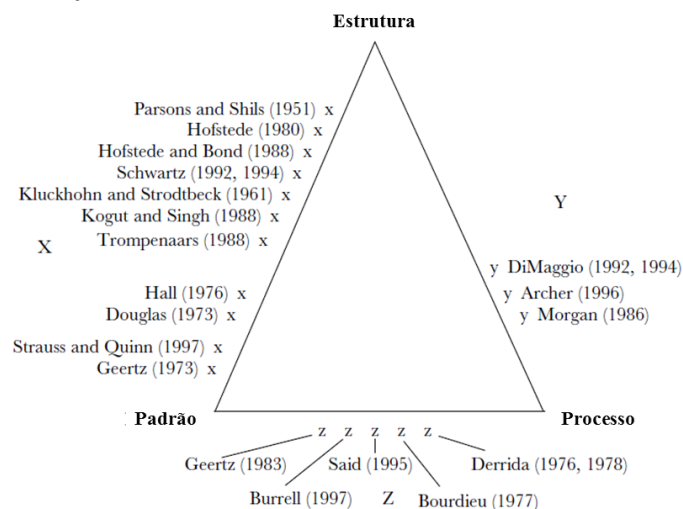 Estrutura
Parsons and Shils (1951) x
Hofstede (1980) x
Hofstede and Bond (1988) x
Schwartz (1992, 1994) x
Kluckhohn and Strodtbeck (1961) x
Kogut and Singh (1988) x
Trompenaars (1988) x
X
Y
Hall (1976) x
Douglas (1973) x
Strauss and Quinn (1997) x
Geertz (1973) x
y DiMaggio (1992, 1994)
y Archer (1996)
y Morgan (1986)
Padrão
Processo
z z z z z
Geertz (1983) Said (1995) Derrida (1976, 1978)
Burrell (1997) Z Bourdieu (1977)